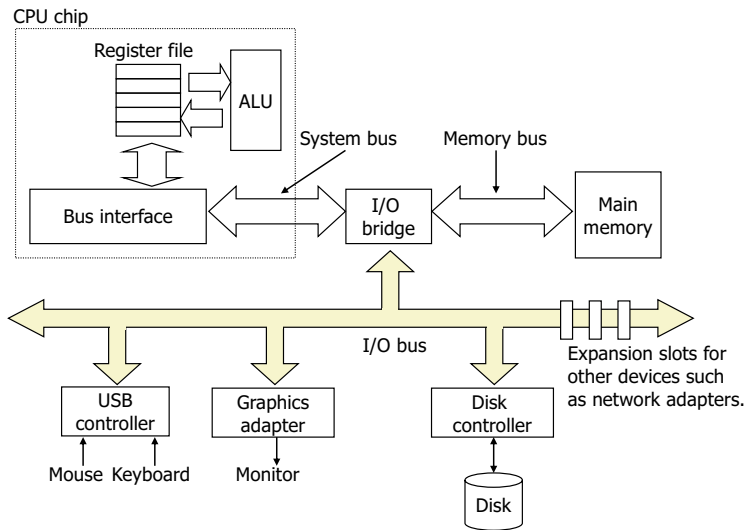 CPU chip
Register file
ALU
System bus
Memory bus
Bus interface
I/O
bridge
Main
memory
I/O bus
Expansion slots for
other devices such
as network adapters.
USB
controller
Graphics
adapter
Disk
controller
Mouse
Keyboard
Monitor
Disk